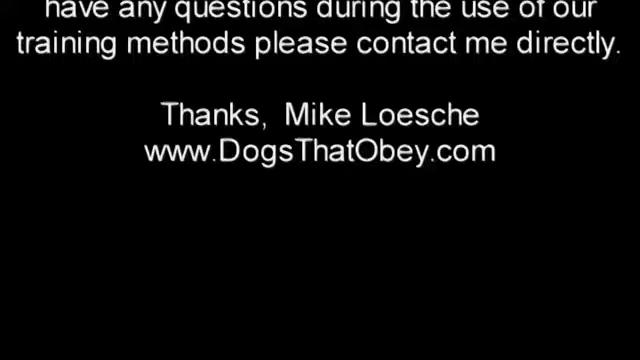 have any questions during the use of our
training methods please contact me directly.
Thanks, Mike Loesche
www.DogsThatObey.com